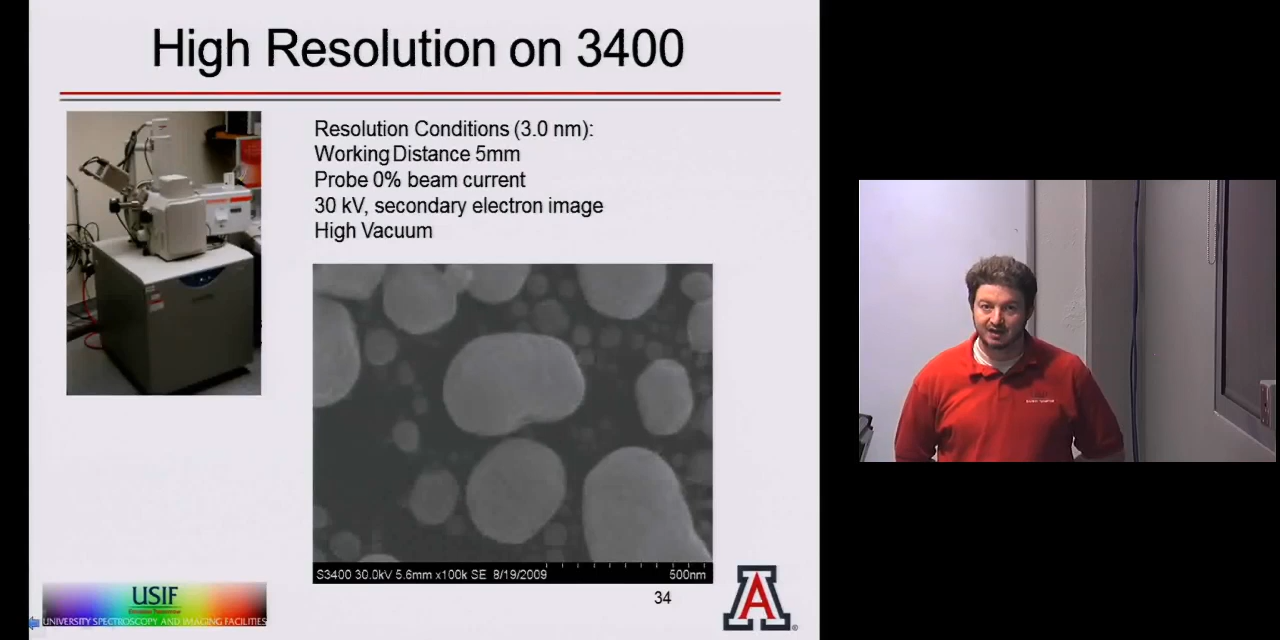 High Resolution on 3400
Resolution Conditions (3.0 nm):
Working Distance 5mm
Probe 0% beam current
30 kV, secondary electron image
High Vacuum
S3400 30.0kV 5.6mm x100k SE 8/19/2009
500nm
34
USIF
UNIVERSITY SPECTROSCOPY AND IMAGING FACILITIES
A